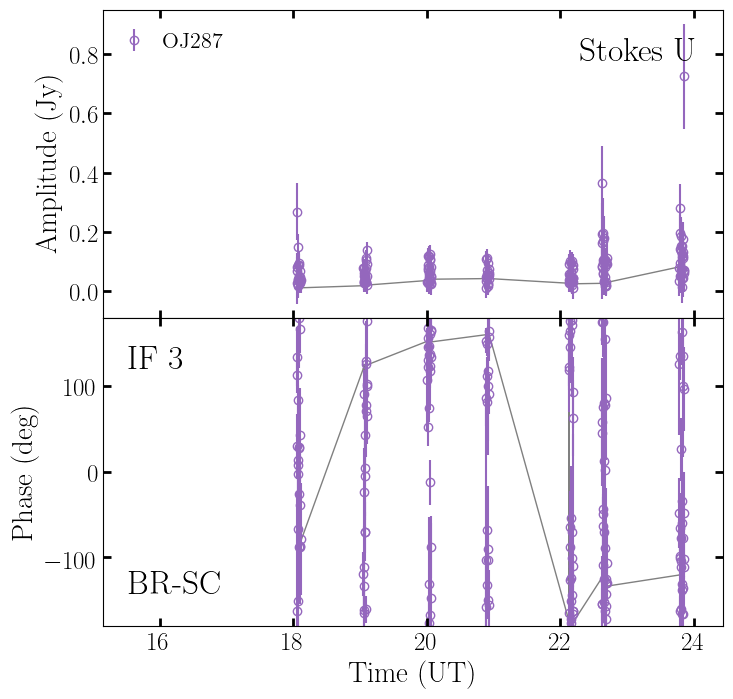 OJ287
Stokes U
0.8
0.6
0.4
0.2
0.0
Amplitude (Jy)
IF 3
100
0
−100
Phase (deg)
BR-SC
16 18 20 22 24
Time (UT)